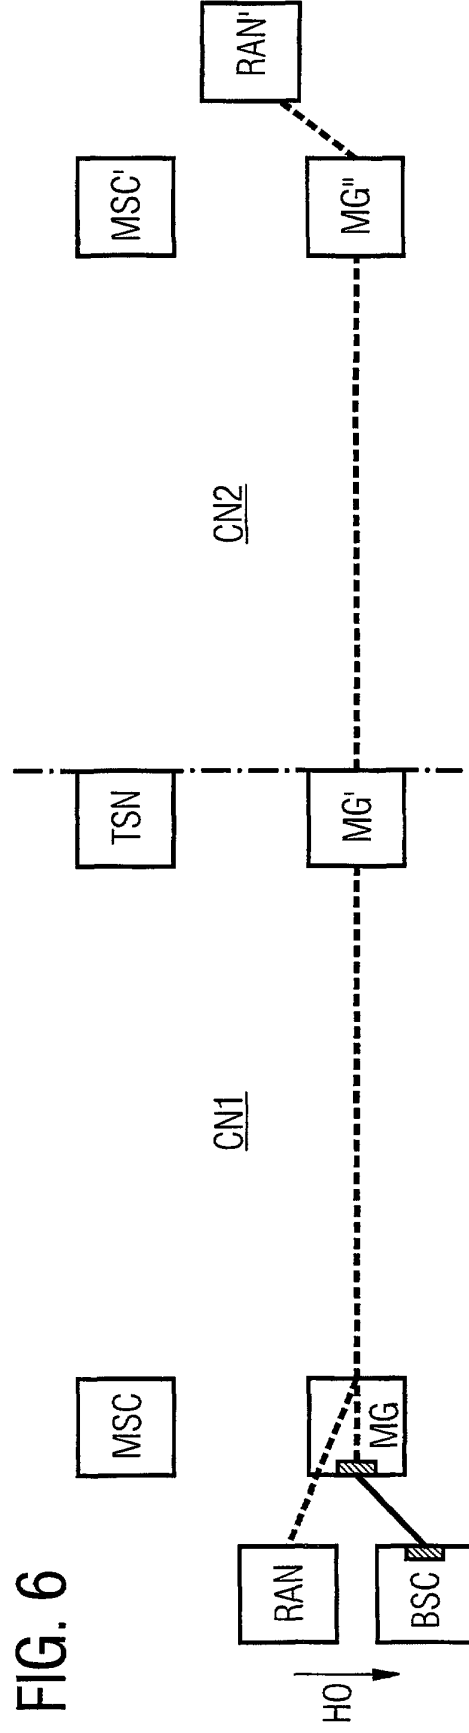 FIG. 6
HO
RAN
BSC
MSC
MG
CN1
TSN
MG'
CN2
MSC'
MG"
RAN'